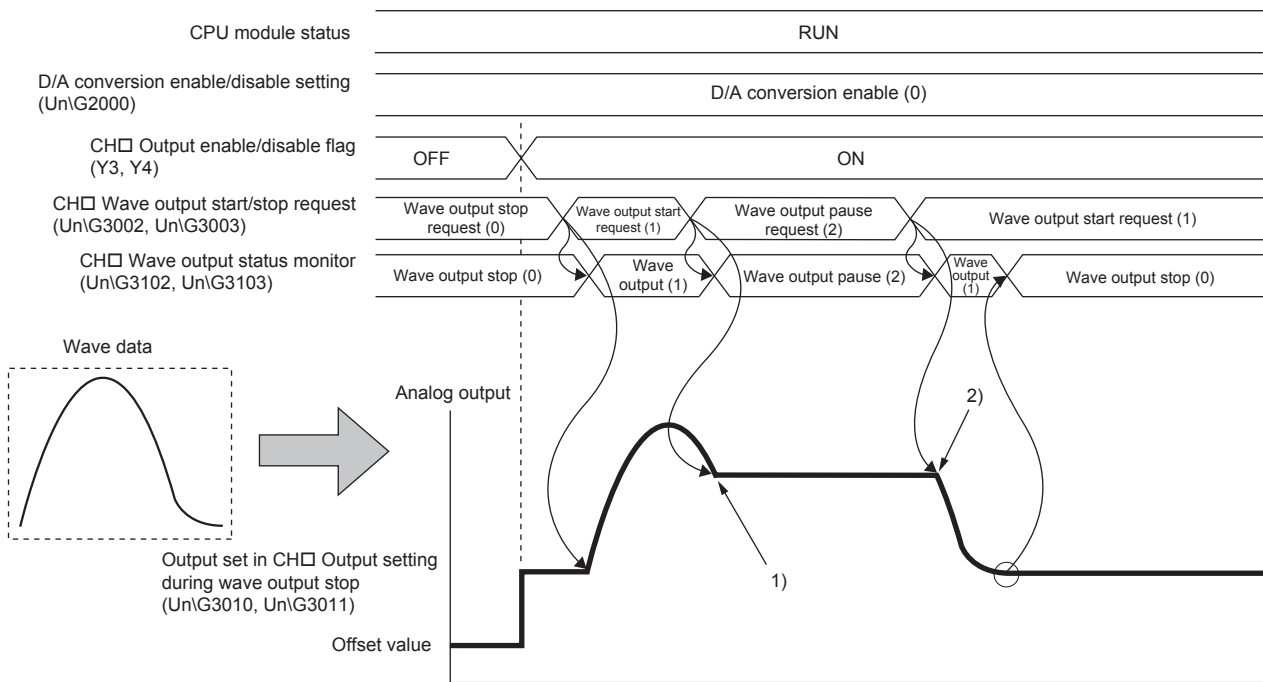 CPU module status
RUN
D/A conversion enable/disable setting
(Un\G2000)
D/A conversion enable (0)
CH□ Output enable/disable flag
(Y3, Y4)
OFF
ON
CH□ Wave output start/stop request
(Un\G3002, Un\G3003)
Wave output stop
request (0)
Wave output start
request (1)
Wave output pause
request (2)
Wave output start request (1)
CH□ Wave output status monitor
(Un\G3102, Un\G3103)
Wave output stop (0)
Wave
output (1)
Wave output pause (2)
Wave
output
(1)
Wave output stop (0)
Wave data
Analog output
2)
1)
Output set in CH□ Output setting
during wave output stop
(Un\G3010, Un\G3011)
Offset value